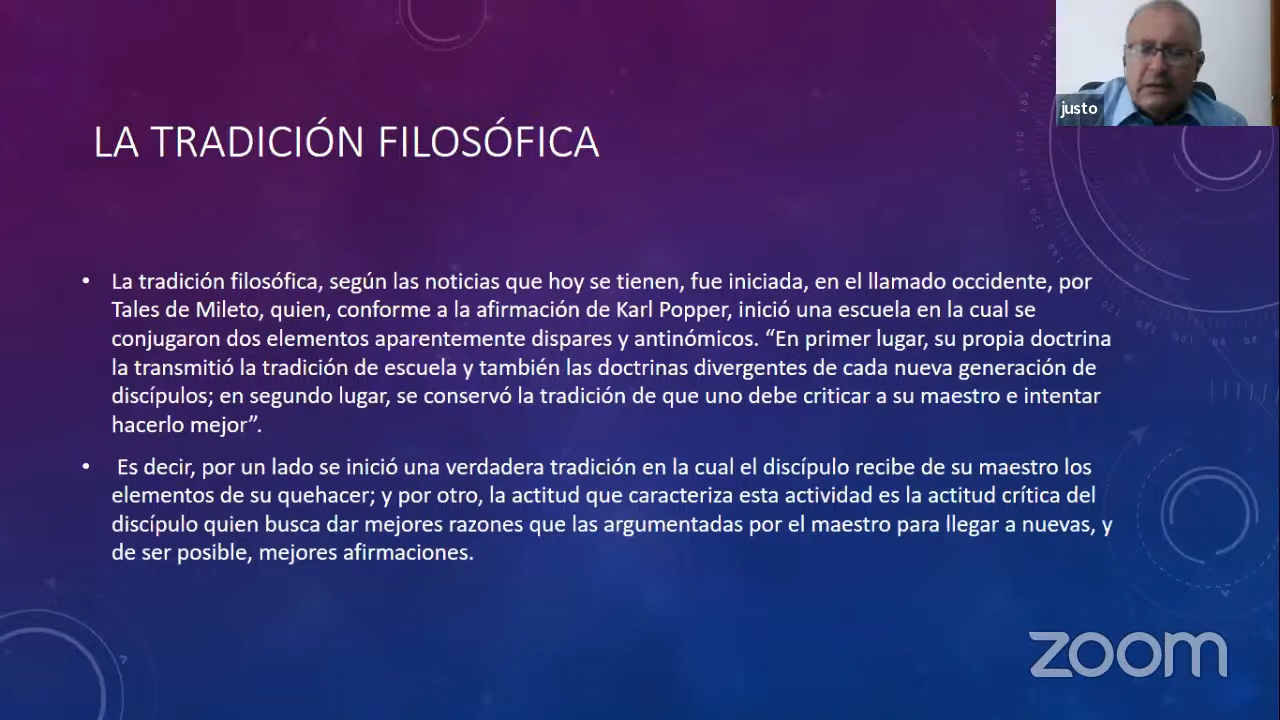 justo
LA TRADICIÓN FILOSÓFICA
• La tradición filosófica, según las noticias que hoy se tienen, fue iniciada, en el llamado occidente, por
Tales de Mileto, quien, conforme a la afirmación de Karl Popper, inició una escuela en la cual se
conjugaron dos elementos aparentemente dispares y antinómicos. “En primer lugar, su propia doctrina
la transmitió la tradición de escuela y también las doctrinas divergentes de cada nueva generación de
discípulos; en segundo lugar, se conservó la tradición de que uno debe criticar a su maestro e intentar
hacerlo mejor”.
• Es decir, por un lado se inició una verdadera tradición en la cual el discípulo recibe de su maestro los
elementos de su quehacer; y por otro, la actitud que caracteriza esta actividad es la actitud crítica del
discípulo quien busca dar mejores razones que las argumentadas por el maestro para llegar a nuevas, y
de ser posible, mejores afirmaciones.
zoom